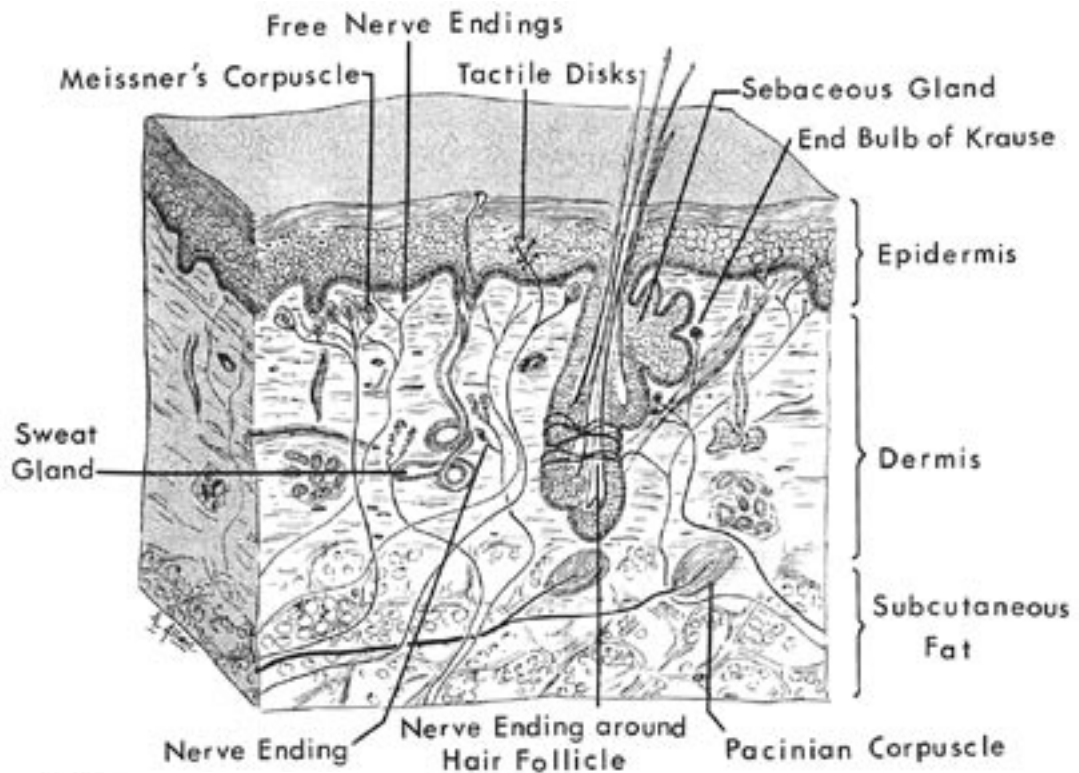 Free Nerve Endings
Meissner's Corpuscle
Tactile Disks
Sebaceous Gland
End Bulb of Krause
Epidermis
Sweat
Gland
Dermis
Subcutaneous
Fat
Nerve Ending
Nerve Ending around
Hair Follicle
Pacinian Corpuscle